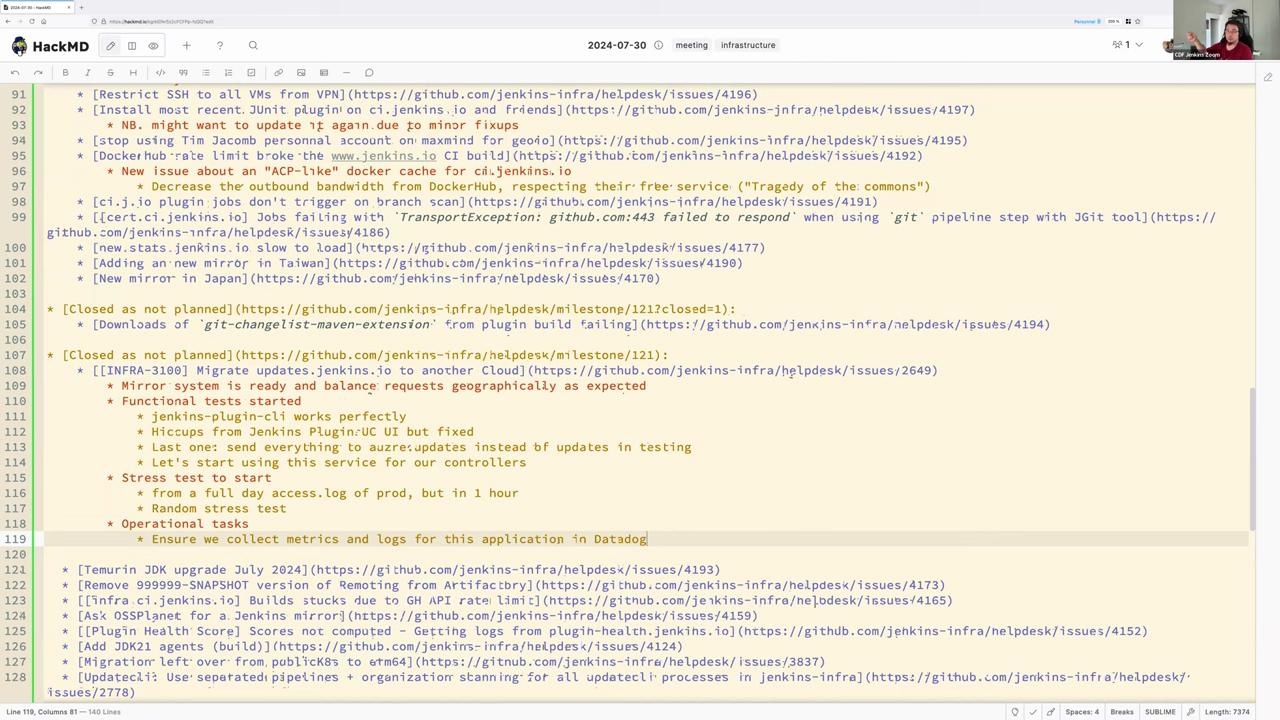 2024-07-30
https://hackmd.io/
Personnel
200 %
HackMD
2024-07-30
meeting
infrastructure
1
CDF Jenkins Zoom
91 * [Restrict SSH to all VMs from VPN](https://github.com/jenkins-infra/helpdesk/issues/4196)
92 * [Install most recent JUnit plugin on ci.jenkins.io and friends](https://github.com/jenkins-infra/helpdesk/issues/4197)
93 * NB. might want to update it again due to minor fixups
94 * [stop using Tim Jacomb personnal account on maxmind for geoio](https://github.com/jenkins-infra/helpdesk/issues/4195)
95 * [Dockerhub rate limit broke the www.jenkins.io CI build](https://github.com/jenkins-infra/helpdesk/issues/4192)
96 * New issue about an "ACP-like" docker cache for ci.jenkins.io
97 * Decrease the outbound bandwidth from DockerHub, respecting their free service ("Tragedy of the commons")
98 * [ci.j.io plugin jobs don't trigger on branch scan](https://github.com/jenkins-infra/helpdesk/issues/4191)
99 * [[cert.ci.jenkins.io] Jobs failing with `TransportException: github.com:443 failed to respond` when using `git` pipeline step with JGit tool](https://
github.com/jenkins-infra/helpdesk/issues/4186)
100 * [new.stats.jenkins.io slow to load](https://github.com/jenkins-infra/helpdesk/issues/4177)
101 * [Adding an new mirror in Taiwan](https://github.com/jenkins-infra/helpdesk/issues/4190)
102 * [New mirror in Japan](https://github.com/jenkins-infra/helpdesk/issues/4170)
103
104 * [Closed as not planned](https://github.com/jenkins-infra/helpdesk/milestone/121?closed=1):
105 * [Downloads of `git-changelist-maven-extension` from plugin build failing](https://github.com/jenkins-infra/helpdesk/issues/4194)
106
107 * [Closed as not planned](https://github.com/jenkins-infra/helpdesk/milestone/121):
108 * [[INFRA-3100] Migrate updates.jenkins.io to another Cloud](https://github.com/jenkins-infra/helpdesk/issues/2649)
109 * Mirror system is ready and balance requests geographically as expected
110 * Functional tests started
111 * jenkins-plugin-cli works perfectly
112 * Hiccups from Jenkins Plugin UC UI but fixed
113 * Last one: send everything to auzre.updates instead of updates in testing
114 * Let's start using this service for our controllers
115 * Stress test to start
116 * from a full day access.log of prod, but in 1 hour
117 * Random stress test
118 * Operational tasks
119 * Ensure we collect metrics and logs for this application in Datadog
120
121 * [Temurin JDK upgrade July 2024](https://github.com/jenkins-infra/helpdesk/issues/4193)
122 * [Remove 999999-SNAPSHOT version of Remoting from Artifactory](https://github.com/jenkins-infra/helpdesk/issues/4173)
123 * [[infra.ci.jenkins.io] Builds stucks due to GH API rate limit](https://github.com/jenkins-infra/helpdesk/issues/4165)
124 * [Ask OSSPlanet for a Jenkins mirror](https://github.com/jenkins-infra/helpdesk/issues/4159)
125 * [[Plugin Health Score] Scores not computed - Getting logs from plugin-health.jenkins.io](https://github.com/jenkins-infra/helpdesk/issues/4152)
126 * [Add JDK21 agents (build)](https://github.com/jenkins-infra/helpdesk/issues/4124)
127 * [Migration left over from publicK8s to arm64](https://github.com/jenkins-infra/helpdesk/issues/3837)
128 * [Updatecli: Use separated pipelines + organization scanning for all updatecli processes in jenkins-infra](https://github.com/jenkins-infra/helpdesk/
issues/2778)
Line 119, Columns 81 — 140 Lines
Spaces: 4
Breaks
SUBLIME
Length: 7374